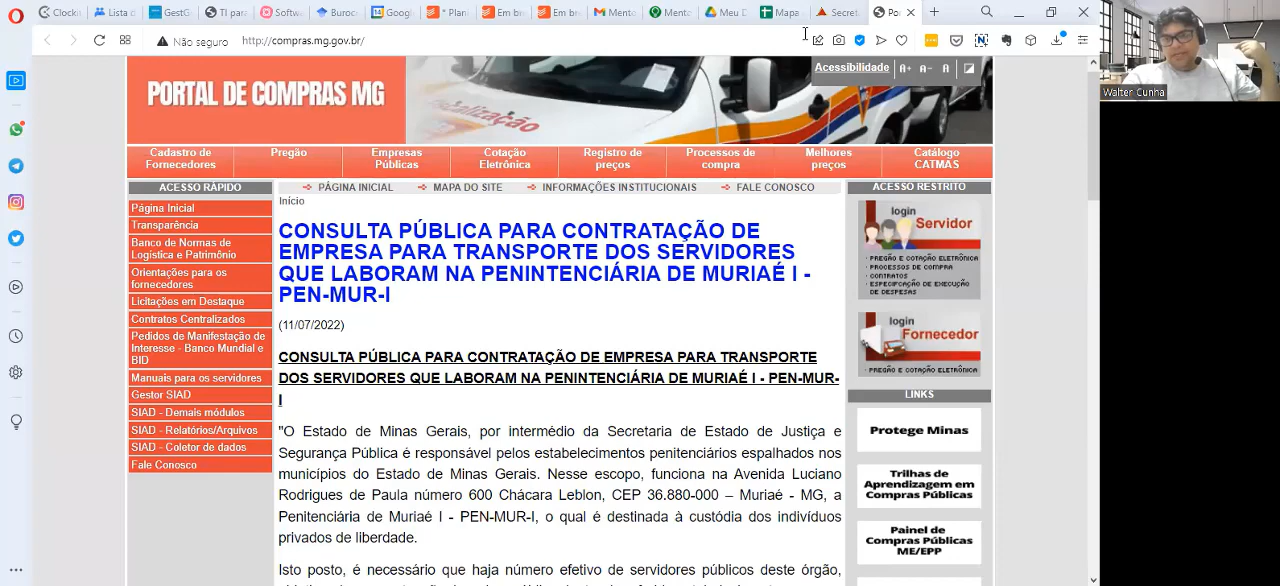 Clockif
Lista d
GestG
TI para
Softw
Buroc
Googl
* Plan
Em br
Em br
Mento
Mente
Meu D
Mapa
Secret
Po
Não seguro
http://compras.mg.gov.br/
Walter Cunha
PORTAL DE COMPRAS MG
Acessibilidade
A+ A- A
Cadastro de
Fornecedores
Pregão
Empresas
Públicas
Cotação
Eletrônica
Registro de
preços
Processos de
compra
Melhores
preços
Catálogo
CATMAS
ACESSO RÁPIDO
Página Inicial
Transparência
Banco de Normas de
Logística e Patrimônio
Orientações para os
fornecedores
Licitações em Destaque
Contratos Centralizados
Pedidos de Manifestação de
Interesse - Banco Mundial e
BID
Manuais para os servidores
Gestor SIAD
SIAD - Demais módulos
SIAD - Relatórios/Arquivos
SIAD - Coletor de dados
Fale Conosco
PÁGINA INICIAL
MAPA DO SITE
INFORMAÇÕES INSTITUCIONAIS
FALE CONOSCO
Início
CONSULTA PÚBLICA PARA CONTRATAÇÃO DE
EMPRESA PARA TRANSPORTE DOS SERVIDORES
QUE LABORAM NA PENINTENCIÁRIA DE MURIAÉ I -
PEN-MUR-I
(11/07/2022)
CONSULTA PÚBLICA PARA CONTRATAÇÃO DE EMPRESA PARA TRANSPORTE
DOS SERVIDORES QUE LABORAM NA PENINTENCIÁRIA DE MURIAÉ I - PEN-MUR-
I
"O Estado de Minas Gerais, por intermédio da Secretaria de Estado de Justiça e
Segurança Pública é responsável pelos estabelecimentos penitenciários espalhados nos
municípios do Estado de Minas Gerais. Nesse escopo, funciona na Avenida Luciano
Rodrigues de Paula número 600 Chácara Leblon, CEP 36.880-000 – Muriaé - MG, a
Penitenciária de Muriaé I - PEN-MUR-I, o qual é destinada à custódia dos indivíduos
privados de liberdade.
Isto posto, é necessário que haja número efetivo de servidores públicos deste órgão,
ACESSO RESTRITO
login
Servidor
PREGÃO E COTAÇÃO ELETRÔNICA
PROCESSOS DE COMPRA
CONTRATOS
ESPECIFICAÇÃO DE EXECUÇÃO
DE DESPESAS
login
Fornecedor
PREGÃO E COTAÇÃO ELETRÔNICA
LINKS
Protege Minas
Trilhas de
Aprendizagem em
Compras Públicas
Painel de
Compras Públicas
ME/EPP